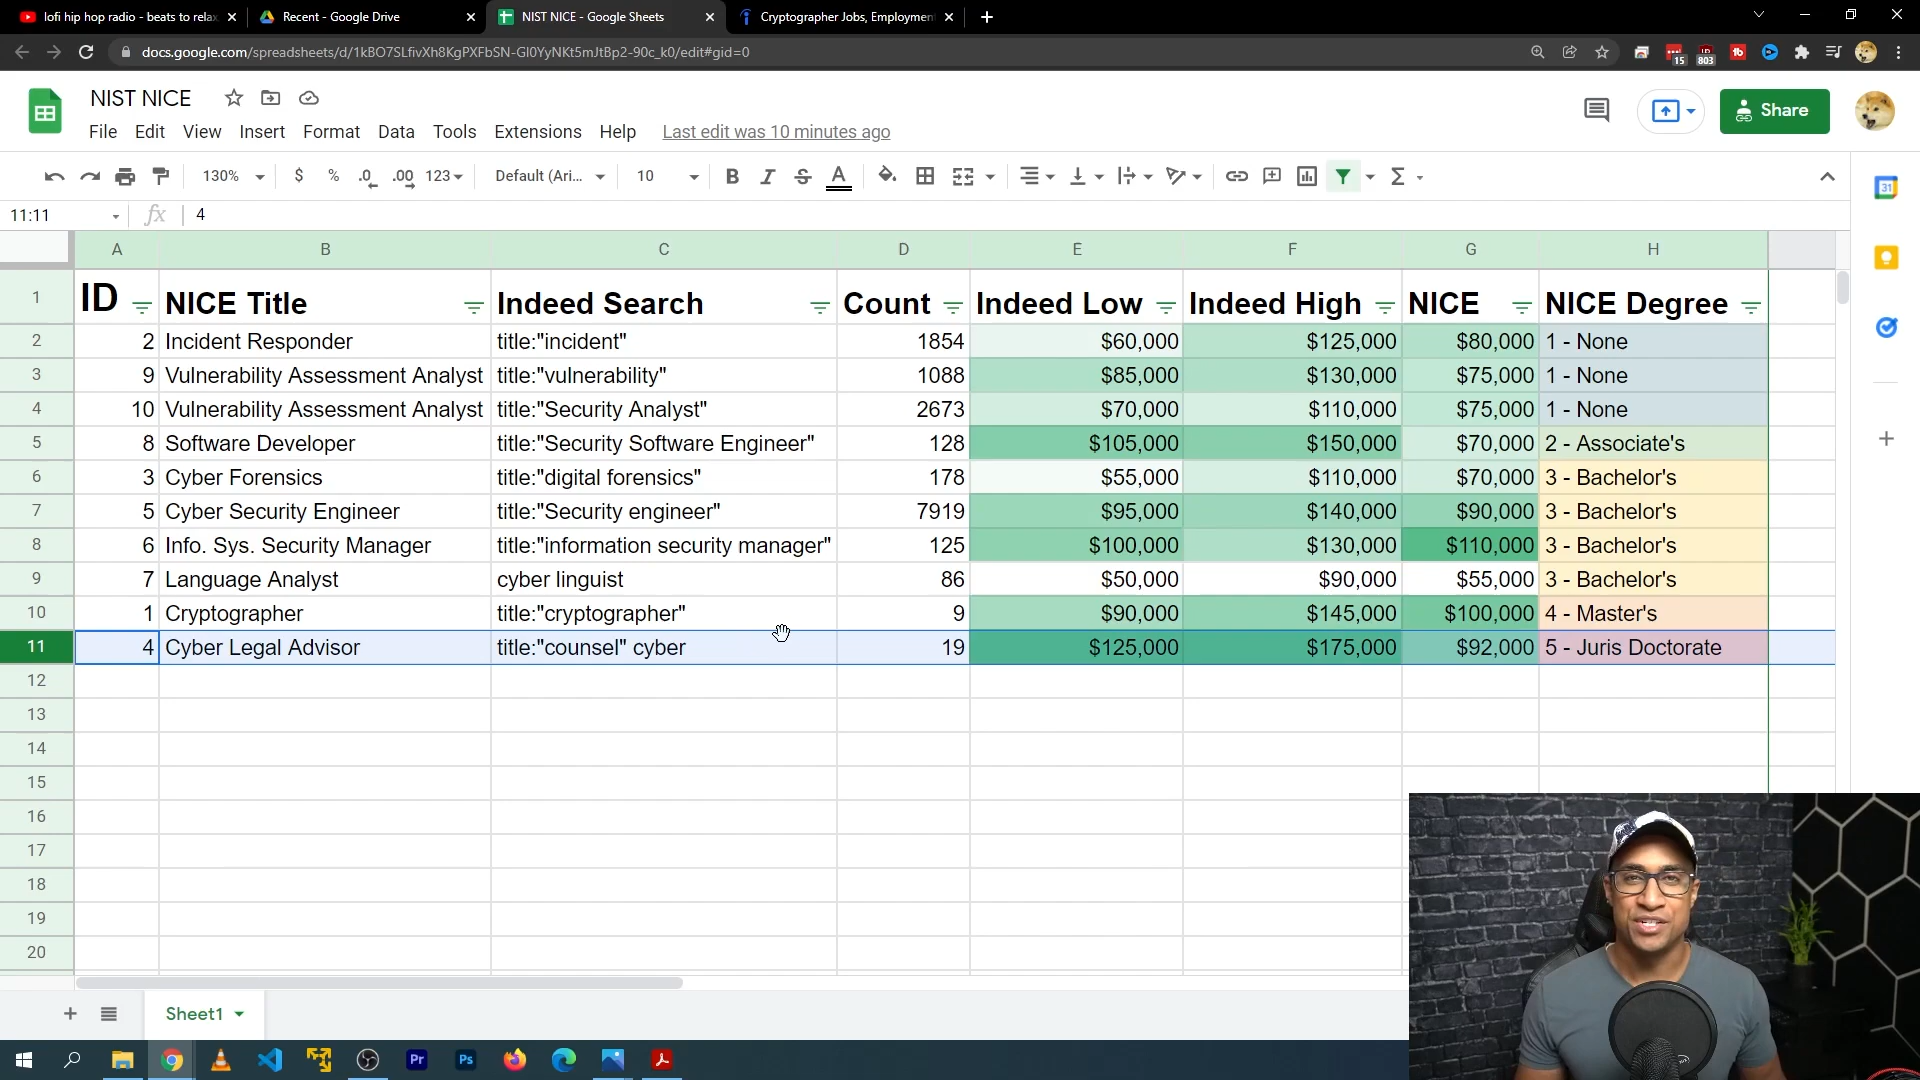 lofi hip hop radio - beats to relax
Recent - Google Drive
NIST NICE - Google Sheets
Cryptographer Jobs, Employment
docs.google.com/spreadsheets/d/1kBO7SLfivXh8KgPXFbSN-Gl0YyNKt5mJtBp2-90c_k0/edit#gid=0
15
803
NIST NICE
Share
File Edit View Insert Format Data Tools Extensions Help Last edit was 10 minutes ago
130% $ % .0 .00 123 Default (Ari... 10 B I S A Σ
31
11:11 fx 4
A B C D E F G H
1 ID NICE Title Indeed Search Count Indeed Low Indeed High NICE NICE Degree
2 2 Incident Responder title:"incident" 1854 $60,000 $125,000 $80,000 1 - None
3 9 Vulnerability Assessment Analyst title:"vulnerability" 1088 $85,000 $130,000 $75,000 1 - None
4 10 Vulnerability Assessment Analyst title:"Security Analyst" 2673 $70,000 $110,000 $75,000 1 - None
5 8 Software Developer title:"Security Software Engineer" 128 $105,000 $150,000 $70,000 2 - Associate's
6 3 Cyber Forensics title:"digital forensics" 178 $55,000 $110,000 $70,000 3 - Bachelor's
7 5 Cyber Security Engineer title:"Security engineer" 7919 $95,000 $140,000 $90,000 3 - Bachelor's
8 6 Info. Sys. Security Manager title:"information security manager" 125 $100,000 $130,000 $110,000 3 - Bachelor's
9 7 Language Analyst cyber linguist 86 $50,000 $90,000 $55,000 3 - Bachelor's
10 1 Cryptographer title:"cryptographer" 9 $90,000 $145,000 $100,000 4 - Master's
11 4 Cyber Legal Advisor title:"counsel" cyber 19 $125,000 $175,000 $92,000 5 - Juris Doctorate
12
13
14
15
16
17
18
19
20
Sheet1
Pr
Ps